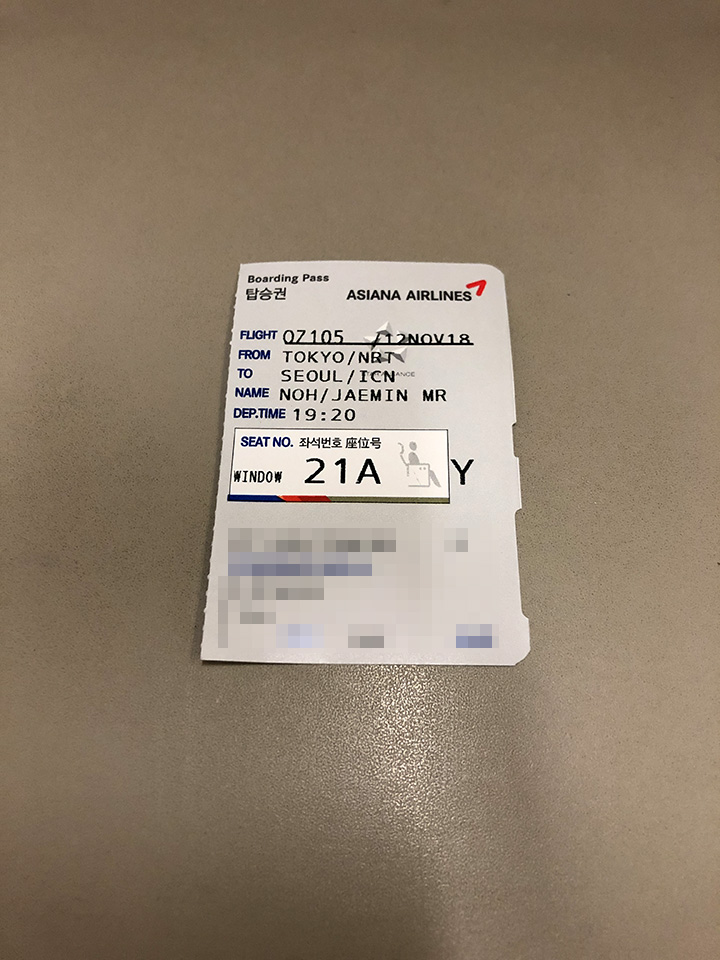 Boarding Pass
탑승권
ASIANA AIRLINES
FLIGHT OZ105 /12NOV18
FROM TOKYO/NRT
TO SEOUL/ICN
NAME NOH/JAEMIN MR
DEP.TIME 19:20
SEAT NO. 좌석번호 座位号
WINDOW 21A Y